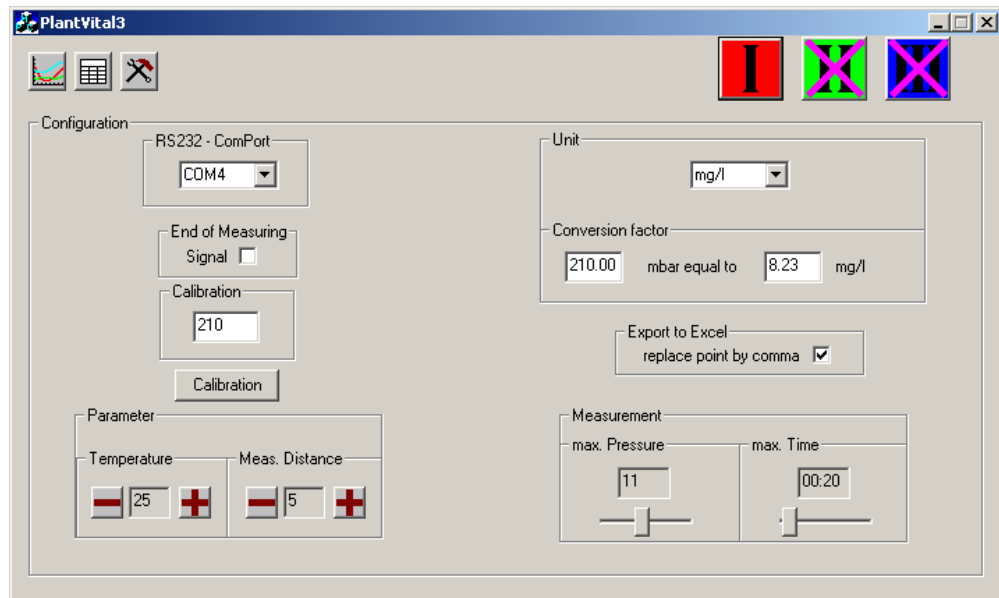 PlantVital3
I II III
Configuration
RS232 - ComPort
COM4
End of Measuring
Signal
Calibration
210
Calibration
Parameter
Temperature
25
Meas. Distance
5
Unit
mg/l
Conversion factor
210.00 mbar equal to 8.23 mg/l
Export to Excel
replace point by comma
Measurement
max. Pressure
11
max. Time
00:20